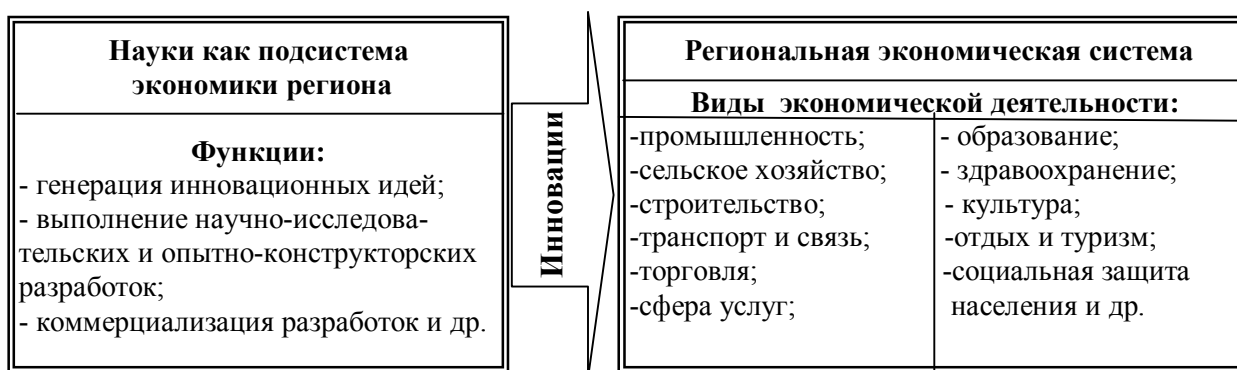 Науки как подсистема
экономики региона
Функции:
- генерация инновационных идей;
- выполнение научно-исследова-
тельских и опытно-конструкторских
разработок;
- коммерциализация разработок и др.
Инновации
Региональная экономическая система
Виды экономической деятельности:
-промышленность;
-сельское хозяйство;
-строительство;
-транспорт и связь;
-торговля;
-сфера услуг;
- образование;
- здравоохранение;
- культура;
-отдых и туризм;
-социальная защита
населения и др.